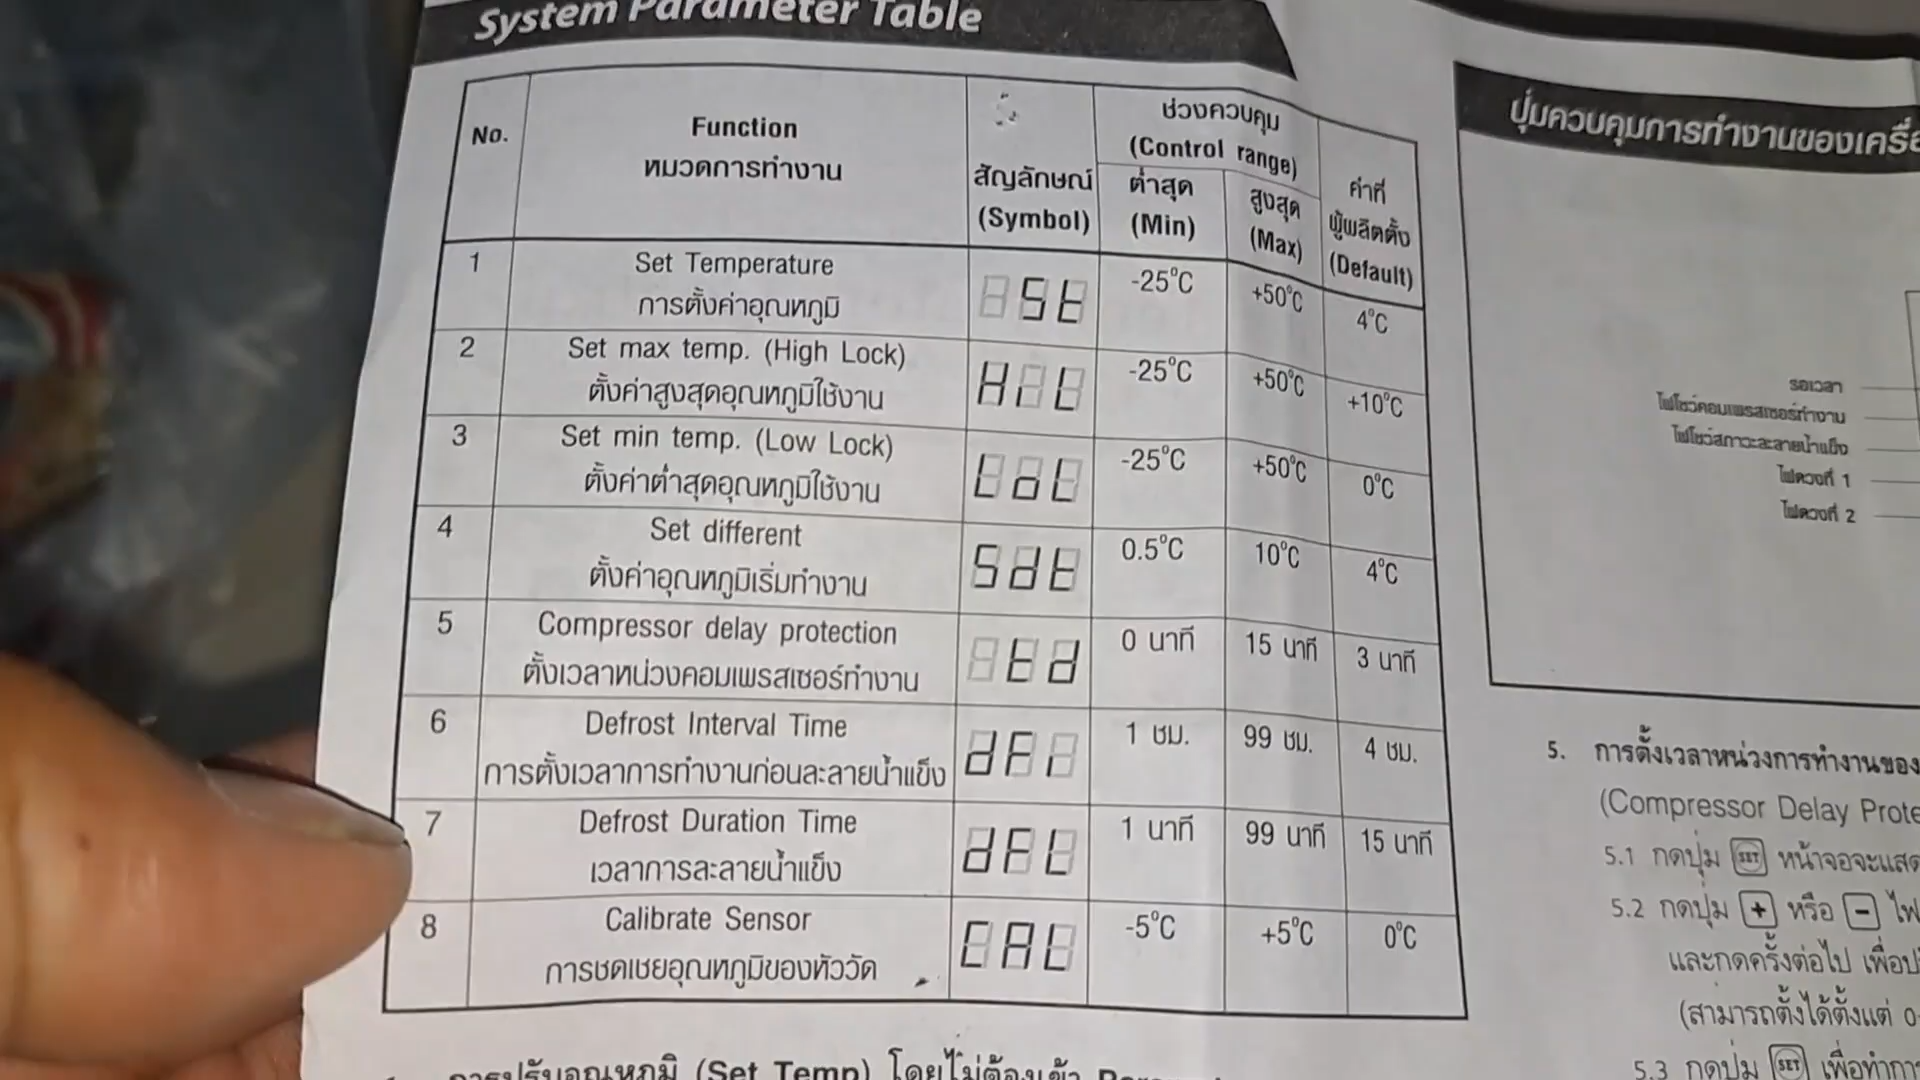 System Parameter Table
No.
Function
หมวดการทำงาน
สัญลักษณ์
(Symbol)
ช่วงควบคุม
(Control range)
ต่ำสุด
(Min)
สูงสุด
(Max)
ค่าที่
ผู้ผลิตตั้ง
(Default)
1
Set Temperature
การตั้งค่าอุณหภูมิ
St
-25°C
+50°C
4°C
2
Set max temp. (High Lock)
ตั้งค่าสูงสุดอุณหภูมิใช้งาน
HiL
-25°C
+50°C
+10°C
3
Set min temp. (Low Lock)
ตั้งค่าต่ำสุดอุณหภูมิใช้งาน
-25°C
+50°C
0°C
4
Set different
ตั้งค่าอุณหภูมิเริ่มทำงาน
Sdt
0.5°C
10°C
4°C
5
Compressor delay protection
ตั้งเวลาหน่วงคอมเพรสเซอร์ทำงาน
td
0 นาที
15 นาที
3 นาที
6
Defrost Interval Time
การตั้งเวลาการทำงานก่อนละลายน้ำแข็ง
dFi
1 ชม.
99 ชม.
4 ชม.
7
Defrost Duration Time
เวลาการละลายน้ำแข็ง
dFL
1 นาที
99 นาที
15 นาที
8
Calibrate Sensor
การชดเชยอุณหภูมิของหัววัด
CAL
-5°C
+5°C
0°C
การปรับอุณหภูมิ (Set Temp) โดยไม่ต้องเข้า
ปุ่มควบคุมการทำงานของเครื่อ
รอเวลา
ไฟโชว์คอมเพรสเซอร์ทำงาน
ไฟโชว์สภาวะละลายน้ำแข็ง
ไฟดวงที่ 1
ไฟดวงที่ 2
5. การตั้งเวลาหน่วงการทำงานของ
(Compressor Delay Prote
5.1 กดปุ่ม SET หน้าจอจะแสด
5.2 กดปุ่ม + หรือ - ไฟ
และกดครั้งต่อไป เพื่อป
(สามารถตั้งได้ตั้งแต่ 0-
5.3 กดปุ่ม SET เพื่อทำกา